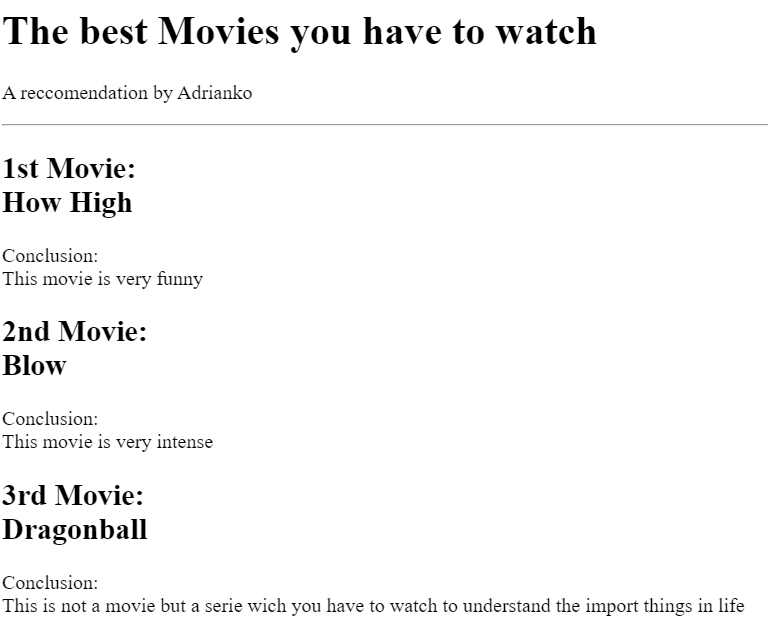 The best Movies you have to watch
A reccomendation by Adrianko
1st Movie:
How High
Conclusion:
This movie is very funny
2nd Movie:
Blow
Conclusion:
This movie is very intense
3rd Movie:
Dragonball
Conclusion:
This is not a movie but a serie wich you have to watch to understand the import things in life